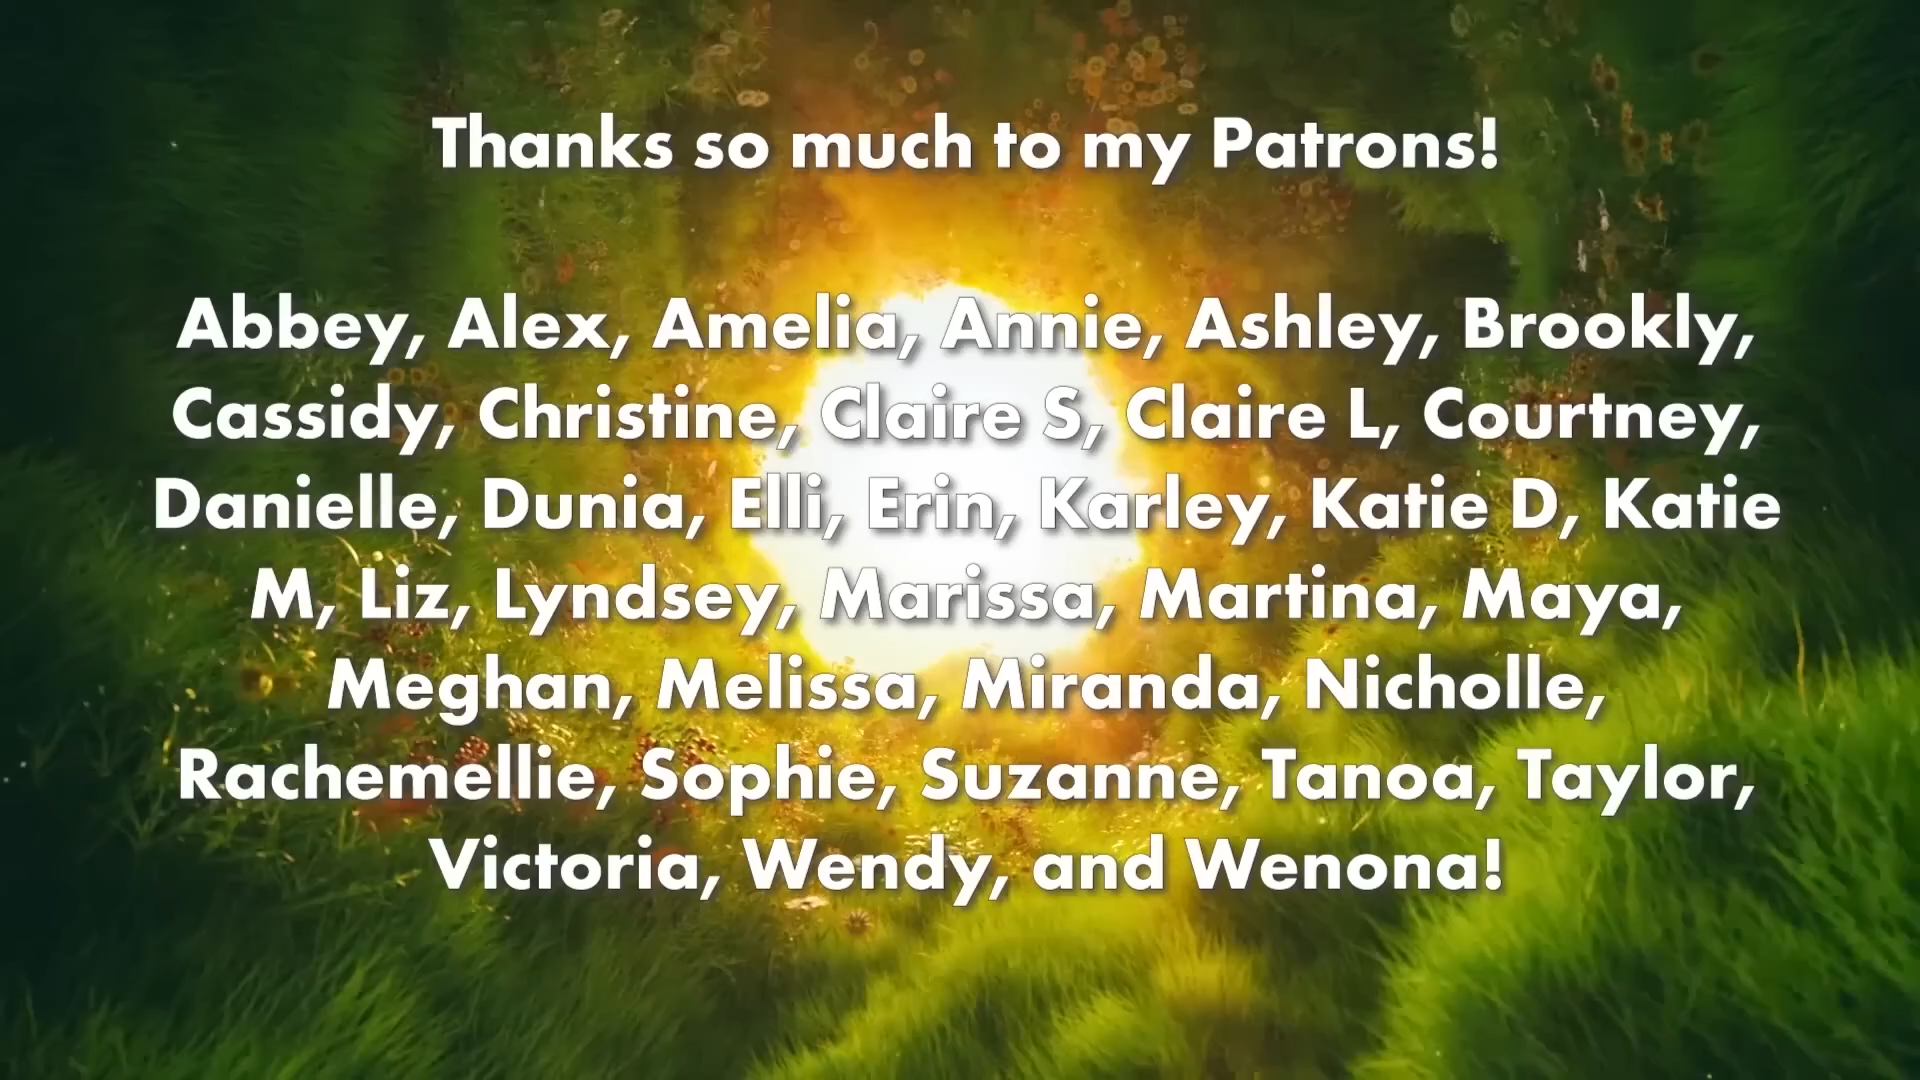 Thanks so much to my Patrons!
Abbey, Alex, Amelia, Annie, Ashley, Brookly,
Cassidy, Christine, Claire S, Claire L, Courtney,
Danielle, Dunia, Elli, Erin, Karley, Katie D, Katie
M, Liz, Lyndsey, Marissa, Martina, Maya,
Meghan, Melissa, Miranda, Nicholle,
Rachemellie, Sophie, Suzanne, Tanoa, Taylor,
Victoria, Wendy, and Wenona!